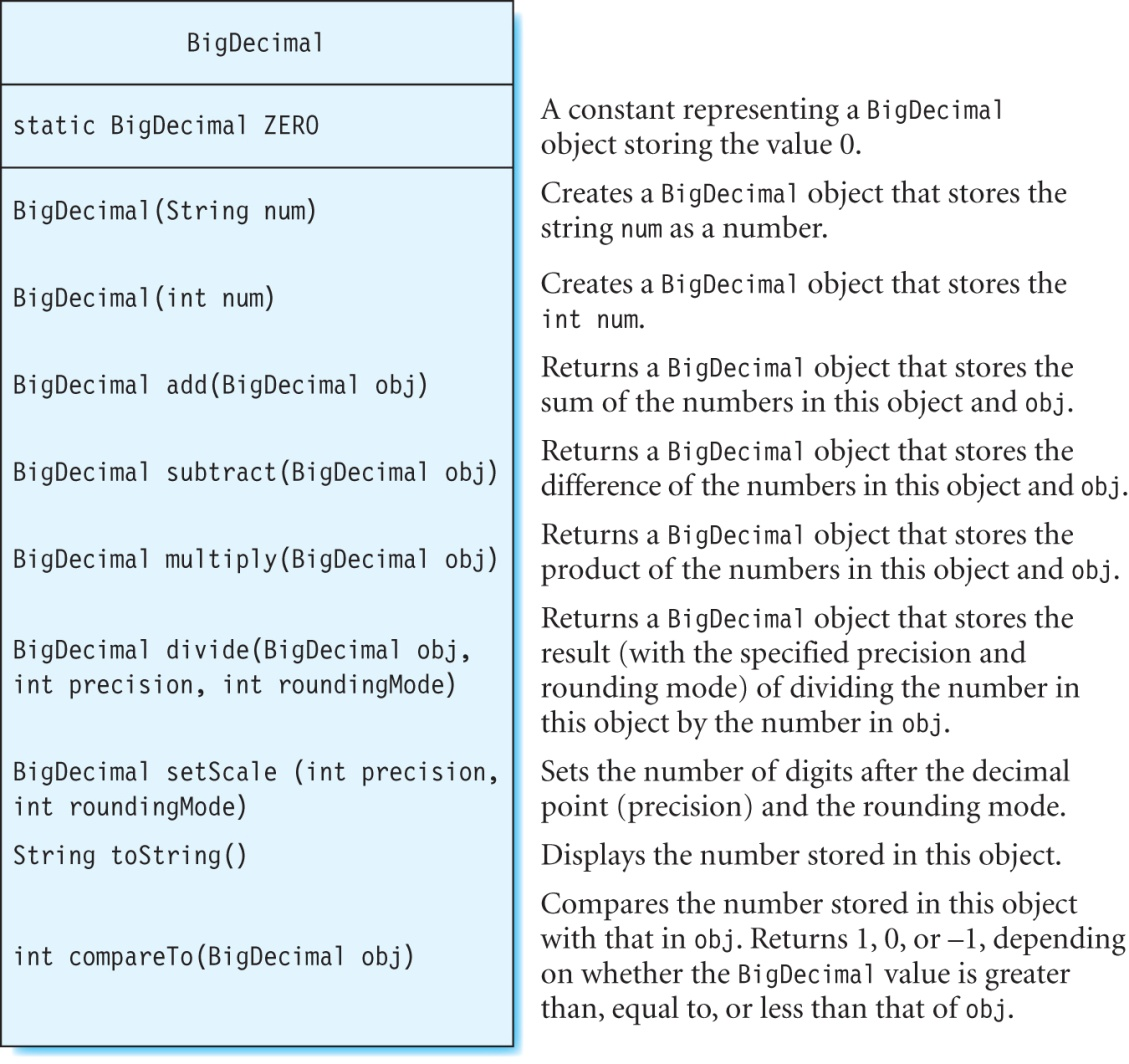 BigDecimal
static BigDecimal ZERO
A constant representing a BigDecimal
object storing the value 0.
BigDecimal(String num)
Creates a BigDecimal object that stores the
string num as a number.
BigDecimal(int num)
Creates a BigDecimal object that stores the
int num.
BigDecimal add(BigDecimal obj)
Returns a BigDecimal object that stores the
sum of the numbers in this object and obj.
BigDecimal subtract(BigDecimal obj)
Returns a BigDecimal object that stores the
difference of the numbers in this object and obj.
BigDecimal multiply(BigDecimal obj)
Returns a BigDecimal object that stores the
product of the numbers in this object and obj.
BigDecimal divide(BigDecimal obj,
int precision, int roundingMode)
Returns a BigDecimal object that stores the
result (with the specified precision and
rounding mode) of dividing the number in
this object by the number in obj.
BigDecimal setScale (int precision,
int roundingMode)
Sets the number of digits after the decimal
point (precision) and the rounding mode.
String toString()
Displays the number stored in this object.
int compareTo(BigDecimal obj)
Compares the number stored in this object
with that in obj. Returns 1, 0, or –1, depending
on whether the BigDecimal value is greater
than, equal to, or less than that of obj.